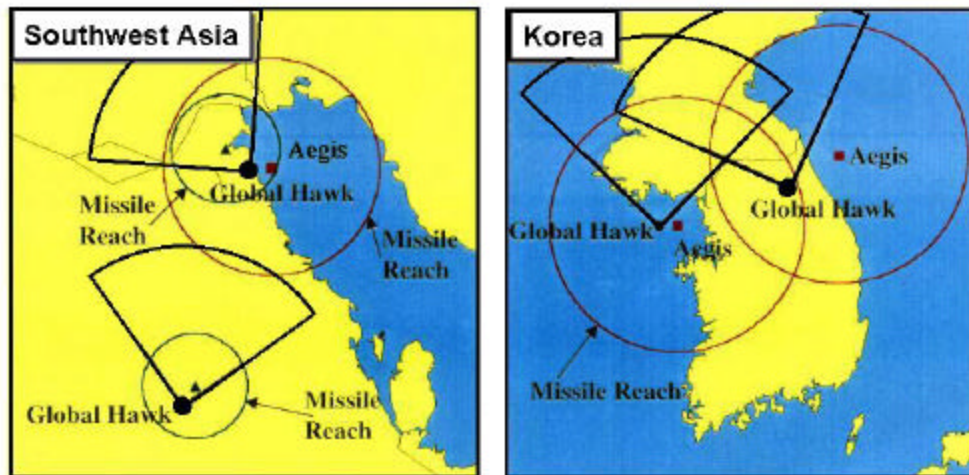 Southwest Asia
Aegis
Global Hawk
Missile
Reach
Missile
Reach
Global Hawk
Missile
Reach
Korea
Aegis
Global Hawk
Global Hawk
Aegis
Missile Reach